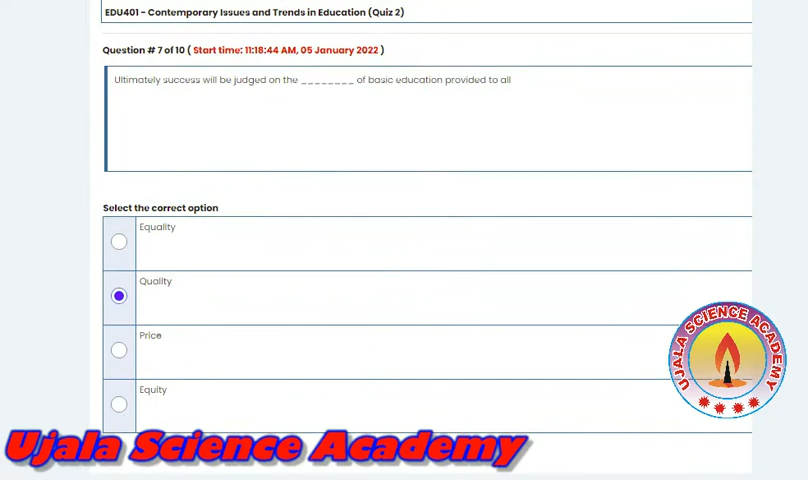 EDU401 - Contemporary Issues and Trends in Education (Quiz 2)
Question # 7 of 10 ( Start time: 11:18:44 AM, 05 January 2022 )
Ultimately success will be judged on the ________ of basic education provided to all
Select the correct option
Equality
Quality
Price
Equity
UJALA SCIENCE ACADEMY
Ujala Science Academy